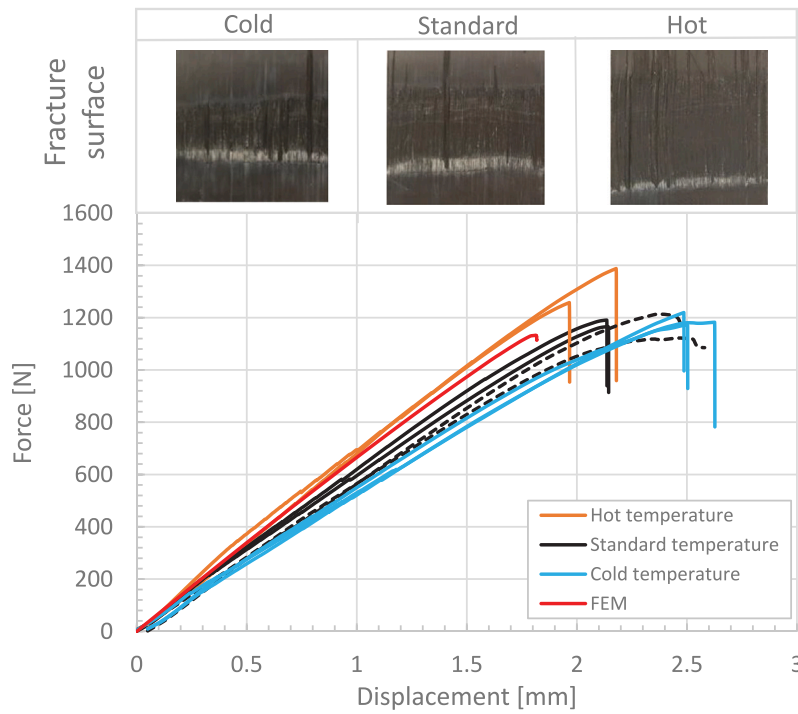 Cold Standard Hot
Fracture
surface
1600
1400
1200
1000
800
600
400
200
0
Force [N]
Hot temperature
Standard temperature
Cold temperature
FEM
0 0.5 1 1.5 2 2.5 3
Displacement [mm]